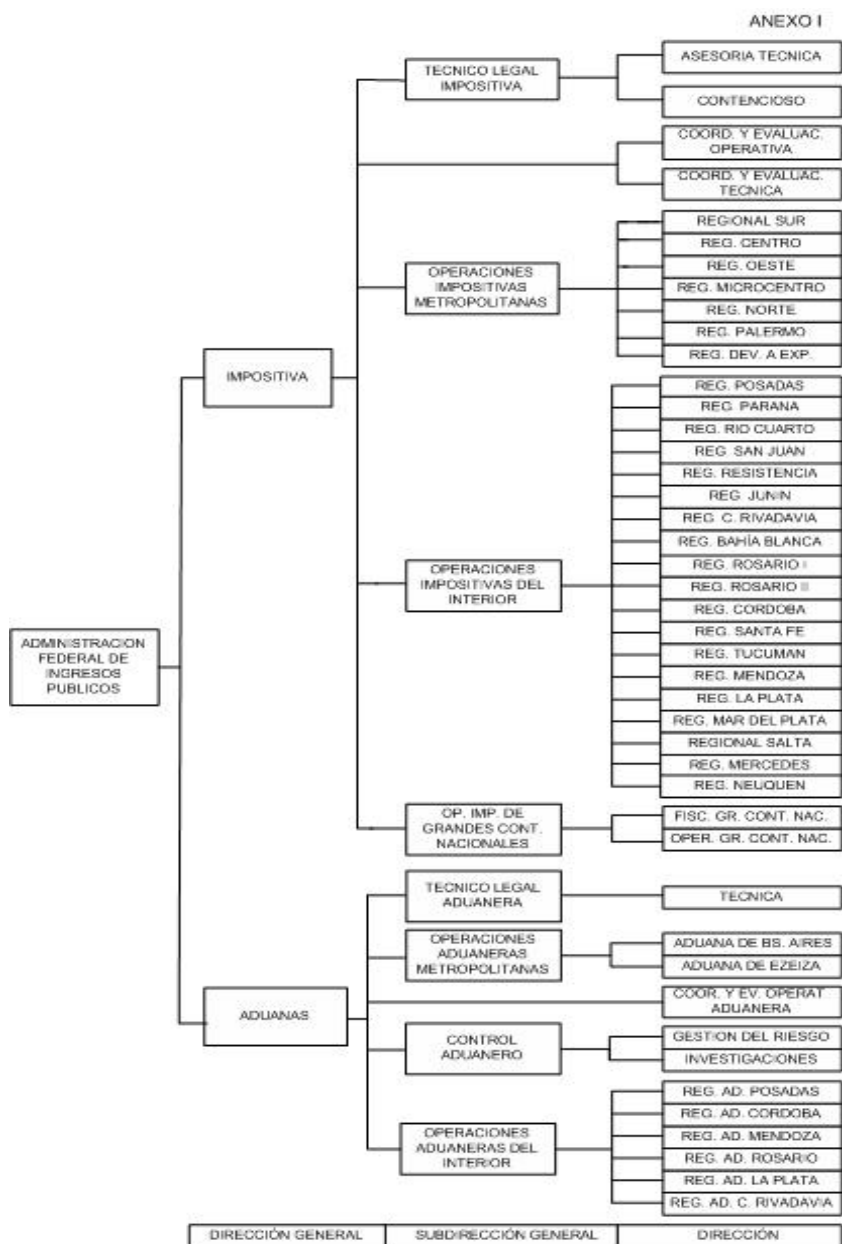 ANEXO I
TECNICO LEGAL
IMPOSITIVA
ASESORIA TECNICA
CONTENCIOSO
COORD. Y EVALUAC.
OPERATIVA
COORD. Y EVALUAC.
TECNICA
OPERACIONES
IMPOSITIVAS
METROPOLITANAS
REGIONAL SUR
REG. CENTRO
REG. OESTE
REG. MICROCENTRO
REG. NORTE
REG. PALERMO
REG. DEV. A EXP.
IMPOSITIVA
OPERACIONES
IMPOSITIVAS DEL
INTERIOR
REG. POSADAS
REG. PARANA
REG. RIO CUARTO
REG. SAN JUAN
REG. RESISTENCIA
REG. JUNIN
REG. C. RIVADAVIA
REG. BAHÍA BLANCA
REG. ROSARIO I
REG. ROSARIO II
REG. CORDOBA
REG. SANTA FE
REG. TUCUMAN
REG. MENDOZA
REG. LA PLATA
REG. MAR DEL PLATA
REGIONAL SALTA
REG. MERCEDES
REG. NEUQUEN
ADMINISTRACION
FEDERAL DE
INGRESOS
PUBLICOS
OP. IMP. DE
GRANDES CONT.
NACIONALES
FISC. GR. CONT. NAC.
OPER. GR. CONT. NAC.
TECNICO LEGAL
ADUANERA
TECNICA
OPERACIONES
ADUANERAS
METROPOLITANAS
ADUANA DE BS. AIRES
ADUANA DE EZEIZA
ADUANAS
COOR. Y EV. OPERAT
ADUANERA
CONTROL
ADUANERO
GESTION DEL RIESGO
INVESTIGACIONES
OPERACIONES
ADUANERAS DEL
INTERIOR
REG. AD. POSADAS
REG. AD. CORDOBA
REG. AD. MENDOZA
REG. AD. ROSARIO
REG. AD. LA PLATA
REG. AD. C. RIVADAVIA
DIRECCIÓN GENERAL
SUBDIRECCIÓN GENERAL
DIRECCIÓN